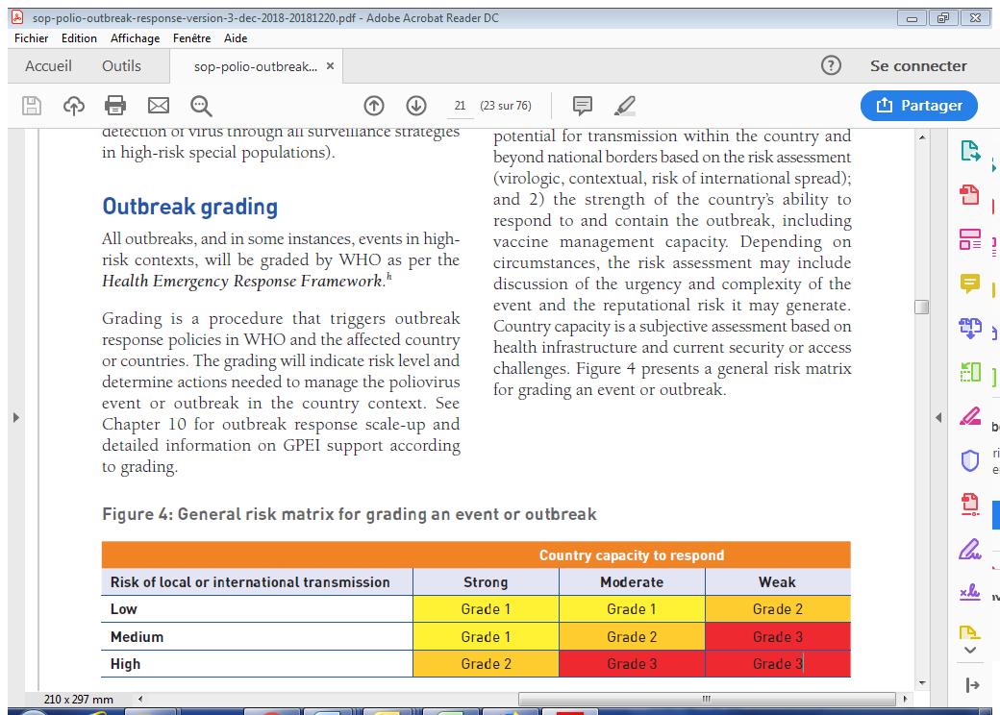 sop-polio-outbreak-response-version-3-dec-2018-20181220.pdf - Adobe Acrobat Reader DC
Fichier Edition Affichage Fenêtre Aide
Accueil Outils sop-polio-outbreak... × ? Se connecter
21 (23 sur 76) Partager
detection of virus through all surveillance strategies
in high-risk special populations).
Outbreak grading
All outbreaks, and in some instances, events in high-
risk contexts, will be graded by WHO as per the
Health Emergency Response Framework.h
Grading is a procedure that triggers outbreak
response policies in WHO and the affected country
or countries. The grading will indicate risk level and
determine actions needed to manage the poliovirus
event or outbreak in the country context. See
Chapter 10 for outbreak response scale-up and
detailed information on GPEI support according
to grading.
potential for transmission within the country and
beyond national borders based on the risk assessment
(virologic, contextual, risk of international spread);
and 2) the strength of the country's ability to
respond to and contain the outbreak, including
vaccine management capacity. Depending on
circumstances, the risk assessment may include
discussion of the urgency and complexity of the
event and the reputational risk it may generate.
Country capacity is a subjective assessment based on
health infrastructure and current security or access
challenges. Figure 4 presents a general risk matrix
for grading an event or outbreak.
Figure 4: General risk matrix for grading an event or outbreak
Country capacity to respond
Risk of local or international transmission Strong Moderate Weak
Low Grade 1 Grade 1 Grade 2
Medium Grade 1 Grade 2 Grade 3
High Grade 2 Grade 3 Grade 3
210 x 297 mm